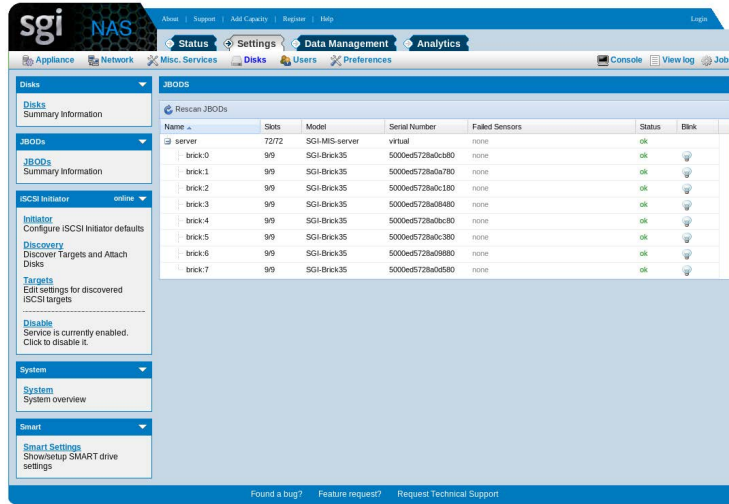 sgi NAS
About | Support | Add Capacity | Register | Help Login
Status Settings Data Management Analytics
Appliance Network Misc. Services Disks Users Preferences Console View log Job
Disks
Disks
Summary Information
JBODs
JBODs
Summary Information
iSCSI Initiator online
Initiator
Configure iSCSI Initiator defaults
Discovery
Discover Targets and Attach
Disks
Targets
Edit settings for discovered
iSCSI targets
Disable
Service is currently enabled.
Click to disable it.
System
System
System overview
Smart
Smart Settings
Show/setup SMART drive
settings
JBODS
Rescan JBODs
Name Slots Model Serial Number Failed Sensors Status Blink
server 72/72 SGI-MIS-server virtual none ok
brick:0 9/9 SGI-Brick35 5000ed5728a0cb80 none ok
brick:1 9/9 SGI-Brick35 5000ed5728a0a780 none ok
brick:2 9/9 SGI-Brick35 5000ed5728a0c180 none ok
brick:3 9/9 SGI-Brick35 5000ed5728a08480 none ok
brick:4 9/9 SGI-Brick35 5000ed5728a0bc80 none ok
brick:5 9/9 SGI-Brick35 5000ed5728a0c380 none ok
brick:6 9/9 SGI-Brick35 5000ed5728a09880 none ok
brick:7 9/9 SGI-Brick35 5000ed5728a0d580 none ok
Found a bug? Feature request? Request Technical Support